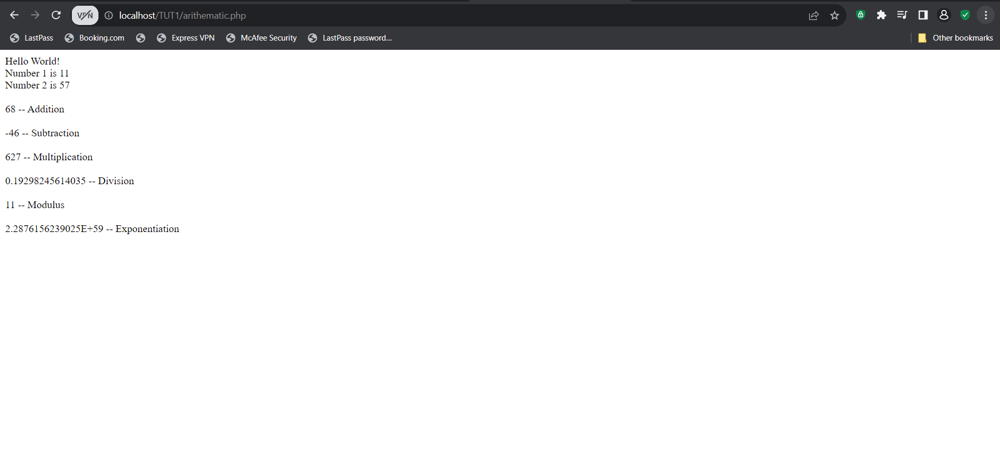 VPN localhost/TUT1/arithematic.php
LastPass Booking.com Express VPN McAfee Security LastPass password... Other bookmarks
Hello World!
Number 1 is 11
Number 2 is 57
68 -- Addition
-46 -- Subtraction
627 -- Multiplication
0.19298245614035 -- Division
11 -- Modulus
2.2876156239025E+59 -- Exponentiation